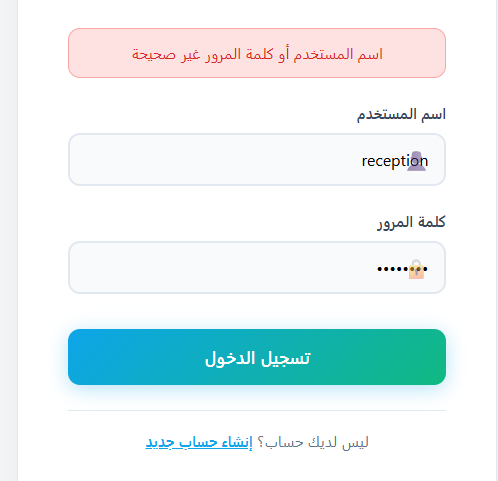 اسم المستخدم أو كلمة المرور غير صحيحة
اسم المستخدم
reception
كلمة المرور
••••••••
تسجيل الدخول
ليس لديك حساب؟ إنشاء حساب جديد